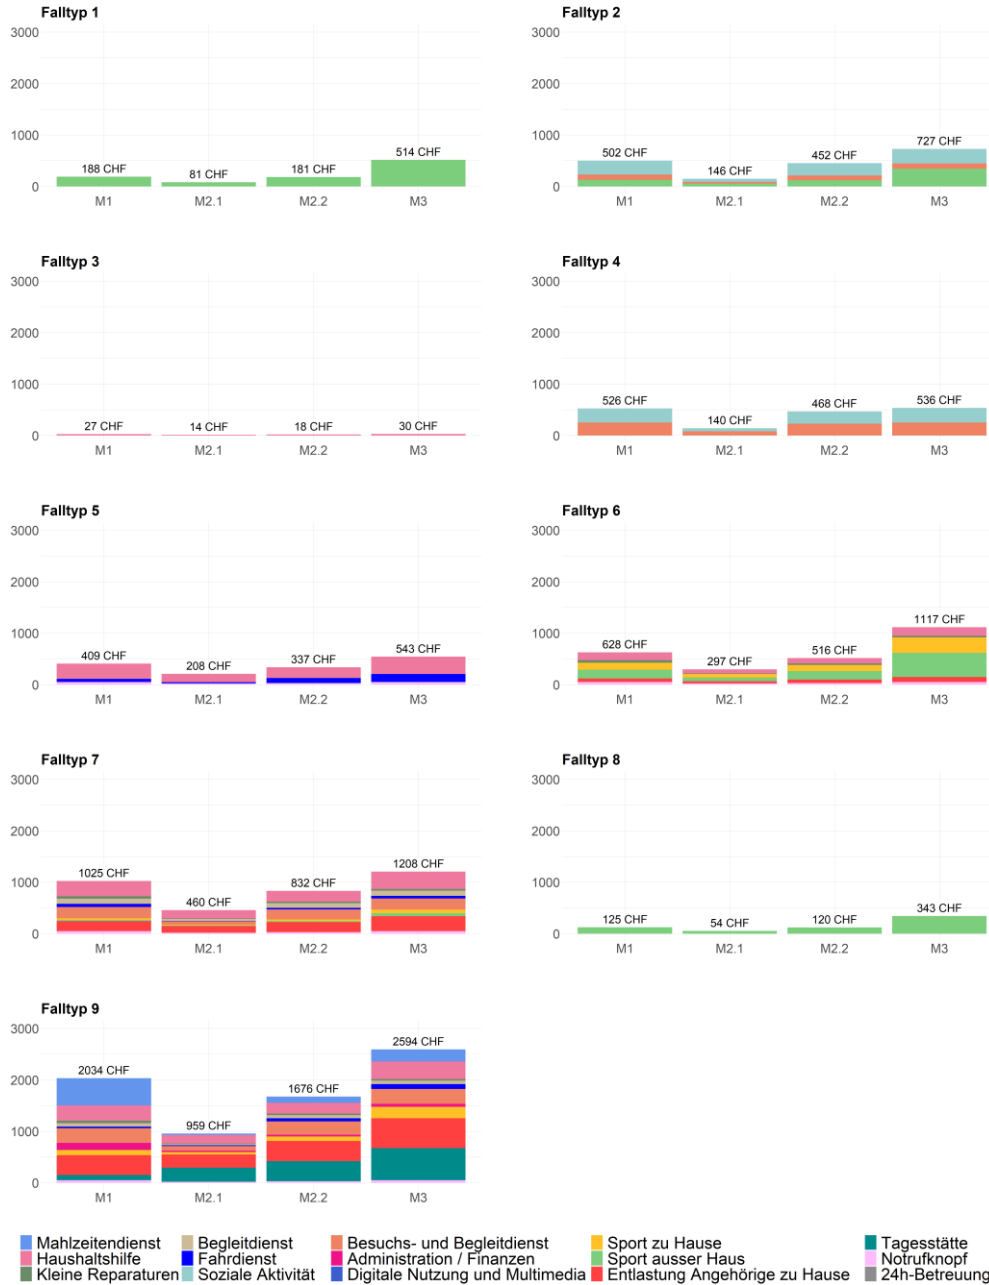 Falltyp 1
3000
2000
1000
0
188 CHF
81 CHF
181 CHF
514 CHF
M1 M2.1 M2.2 M3
Falltyp 2
3000
2000
1000
0
502 CHF
146 CHF
452 CHF
727 CHF
M1 M2.1 M2.2 M3
Falltyp 3
3000
2000
1000
0
27 CHF
14 CHF
18 CHF
30 CHF
M1 M2.1 M2.2 M3
Falltyp 4
3000
2000
1000
0
526 CHF
140 CHF
468 CHF
536 CHF
M1 M2.1 M2.2 M3
Falltyp 5
3000
2000
1000
0
409 CHF
208 CHF
337 CHF
543 CHF
M1 M2.1 M2.2 M3
Falltyp 6
3000
2000
1000
0
628 CHF
297 CHF
516 CHF
1117 CHF
M1 M2.1 M2.2 M3
Falltyp 7
3000
2000
1000
0
1025 CHF
460 CHF
832 CHF
1208 CHF
M1 M2.1 M2.2 M3
Falltyp 8
3000
2000
1000
0
125 CHF
54 CHF
120 CHF
343 CHF
M1 M2.1 M2.2 M3
Falltyp 9
3000
2000
1000
0
2034 CHF
959 CHF
1676 CHF
2594 CHF
M1 M2.1 M2.2 M3
Mahlzeitendienst Begleitdienst Besuchs- und Begleitdienst Sport zu Hause Tagesstätte
Haushaltshilfe Fahrdienst Administration / Finanzen Sport ausser Haus Notrufknopf
Kleine Reparaturen Soziale Aktivität Digitale Nutzung und Multimedia Entlastung Angehörige zu Hause 24h-Betreuung